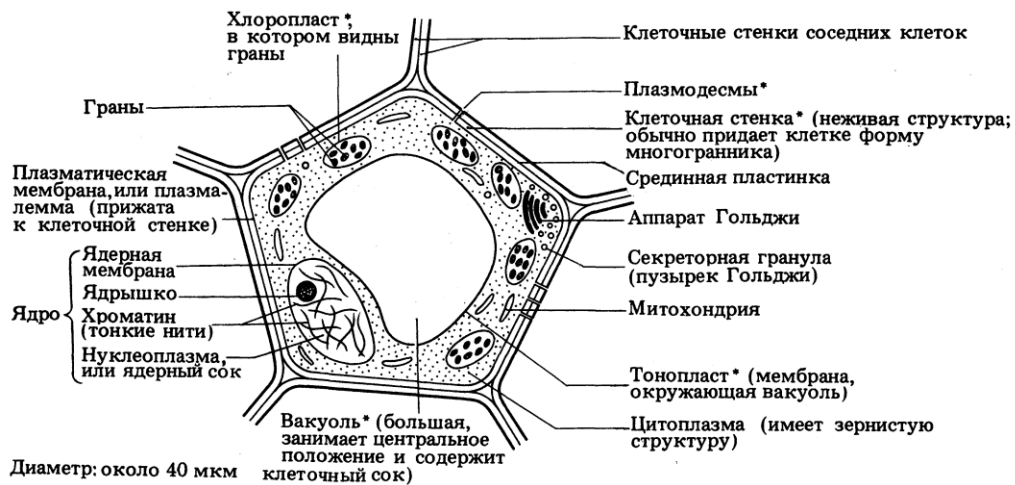 Хлоропласт*,
в котором видны
граны
Граны
Плазматическая
мембрана, или плазма-
лемма (прижата
к клеточной стенке)
Ядро
Ядерная
мембрана
Ядрышко
Хроматин
(тонкие нити)
Нуклеоплазма,
или ядерный сок
Диаметр: около 40 мкм
Вакуоль* (большая,
занимает центральное
положение и содержит
клеточный сок)
Клеточные стенки соседних клеток
Плазмодесмы*
Клеточная стенка* (неживая структура;
обычно придает клетке форму
многогранника)
Срединная пластинка
Аппарат Гольджи
Секреторная гранула
(пузырек Гольджи)
Митохондрия
Тонопласт* (мембрана,
окружающая вакуоль)
Цитоплазма (имеет зернистую
структуру)